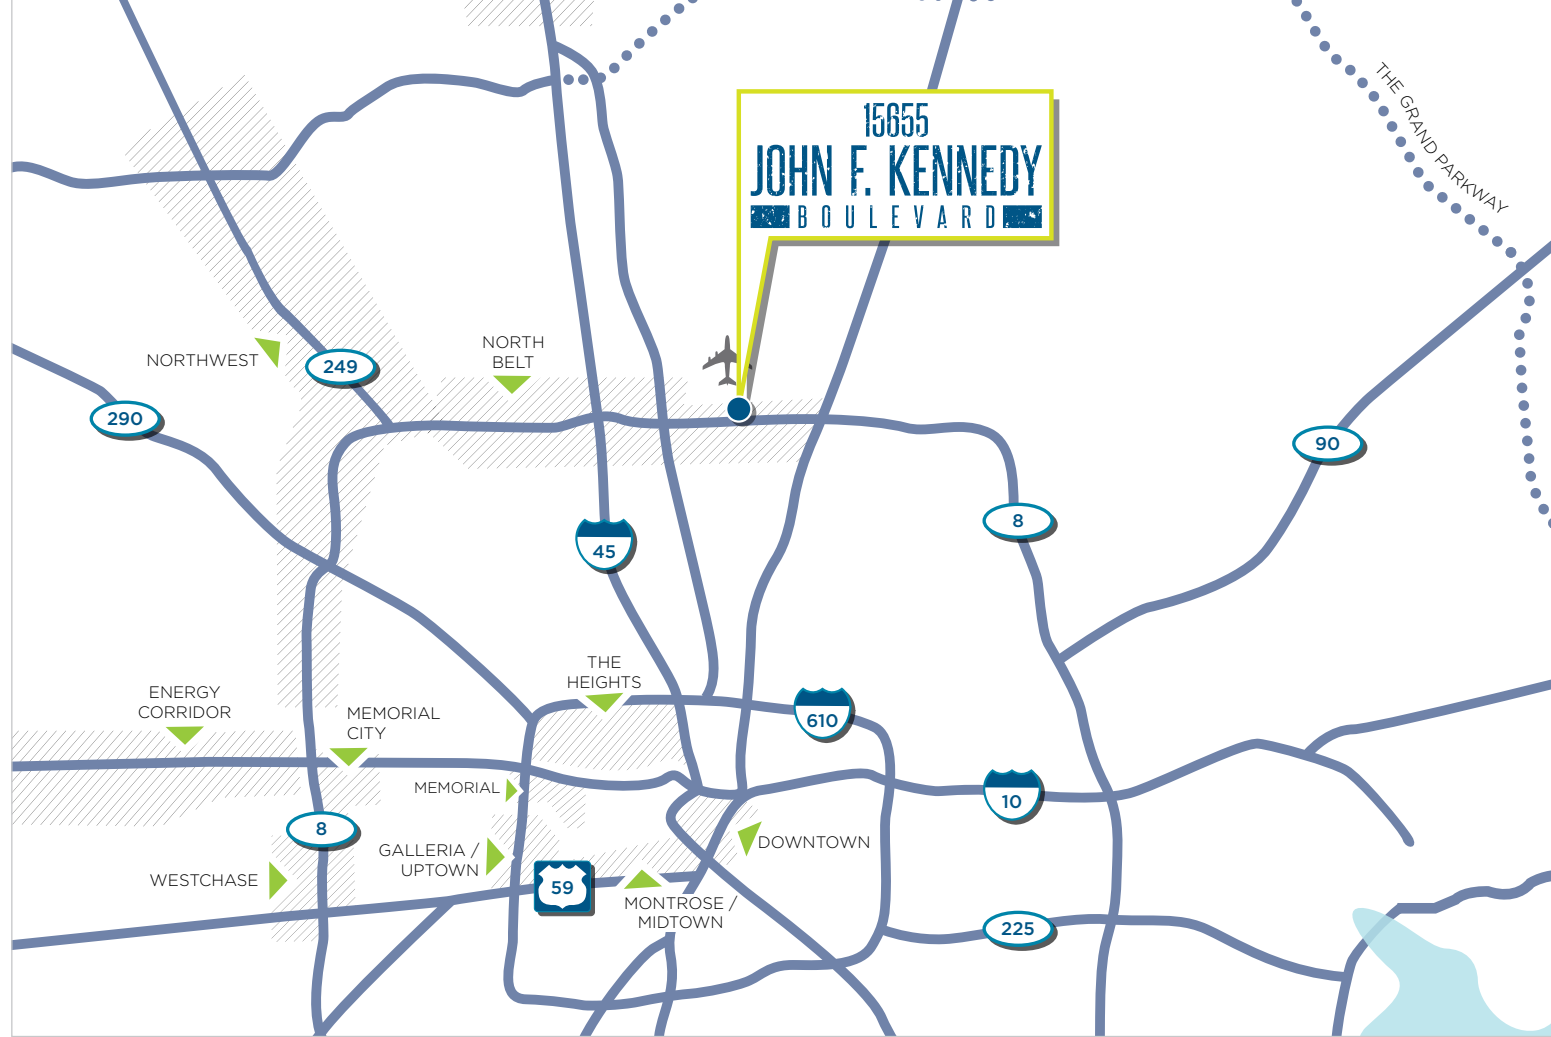 THE GRAND PARKWAY
15655
JOHN F. KENNEDY
BOULEVARD
NORTHWEST
249
NORTH
BELT
290
90
8
45
THE
HEIGHTS
610
ENERGY
CORRIDOR
MEMORIAL
CITY
MEMORIAL
10
8
DOWNTOWN
GALLERIA /
UPTOWN
WESTCHASE
59
MONTROSE /
MIDTOWN
225